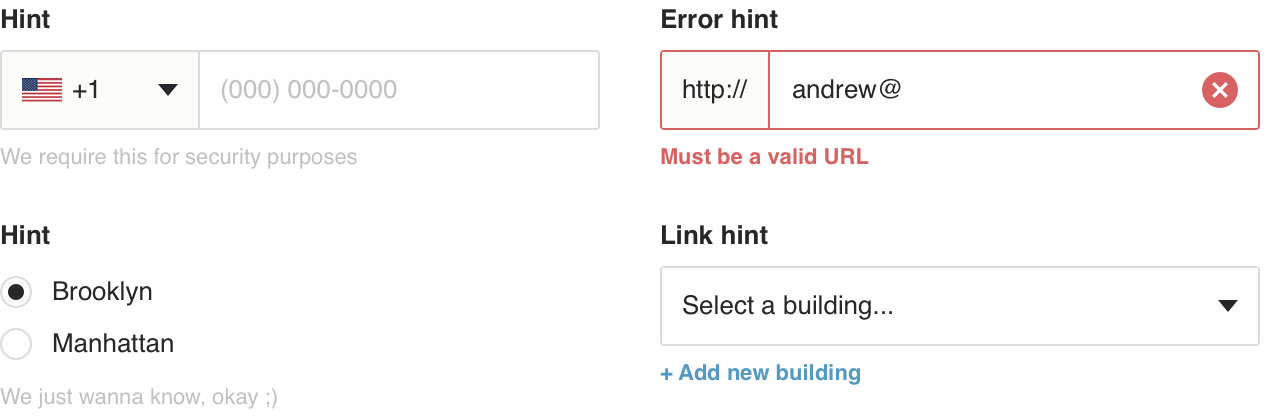 Hint
+1
(000) 000-0000
We require this for security purposes
Error hint
http://
andrew@
Must be a valid URL
Hint
Brooklyn
Manhattan
We just wanna know, okay ;)
Link hint
Select a building...
+ Add new building